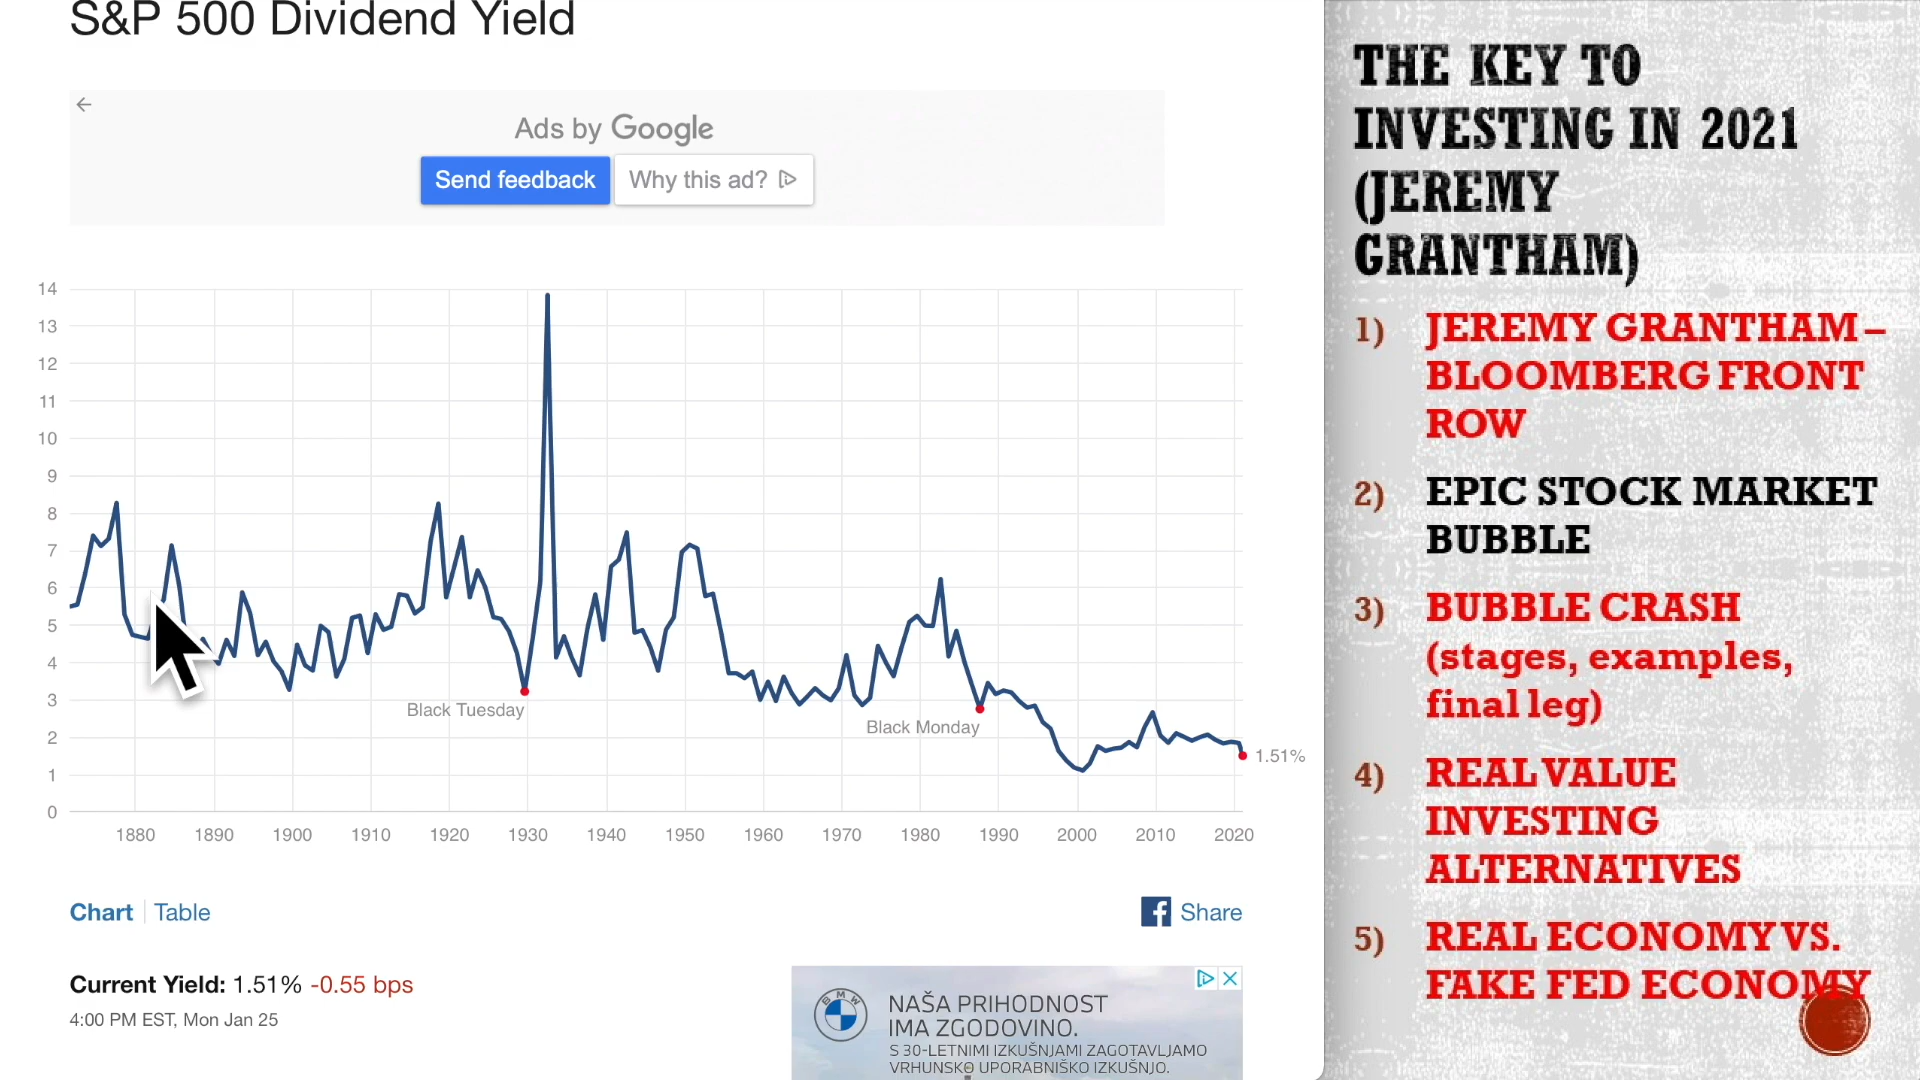 S&P 500 Dividend Yield
Ads by Google
Send feedback
Why this ad?
14
13
12
11
10
9
8
7
6
5
4
3
2
1
0
Black Tuesday
Black Monday
1.51%
1880 1890 1900 1910 1920 1930 1940 1950 1960 1970 1980 1990 2000 2010 2020
Chart Table
Share
Current Yield: 1.51% -0.55 bps
4:00 PM EST, Mon Jan 25
BMW
NAŠA PRIHODNOST
IMA ZGODOVINO.
S 30-LETNIMI IZKUŠNJAMI ZAGOTAVLJAMO
VRHUNSKO UPORABNIŠKO IZKUŠNJO.
THE KEY TO
INVESTING IN 2021
(JEREMY
GRANTHAM)
1) JEREMY GRANTHAM –
BLOOMBERG FRONT
ROW
2) EPIC STOCK MARKET
BUBBLE
3) BUBBLE CRASH
(stages, examples,
final leg)
4) REAL VALUE
INVESTING
ALTERNATIVES
5) REAL ECONOMY VS.
FAKE FED ECONOMY